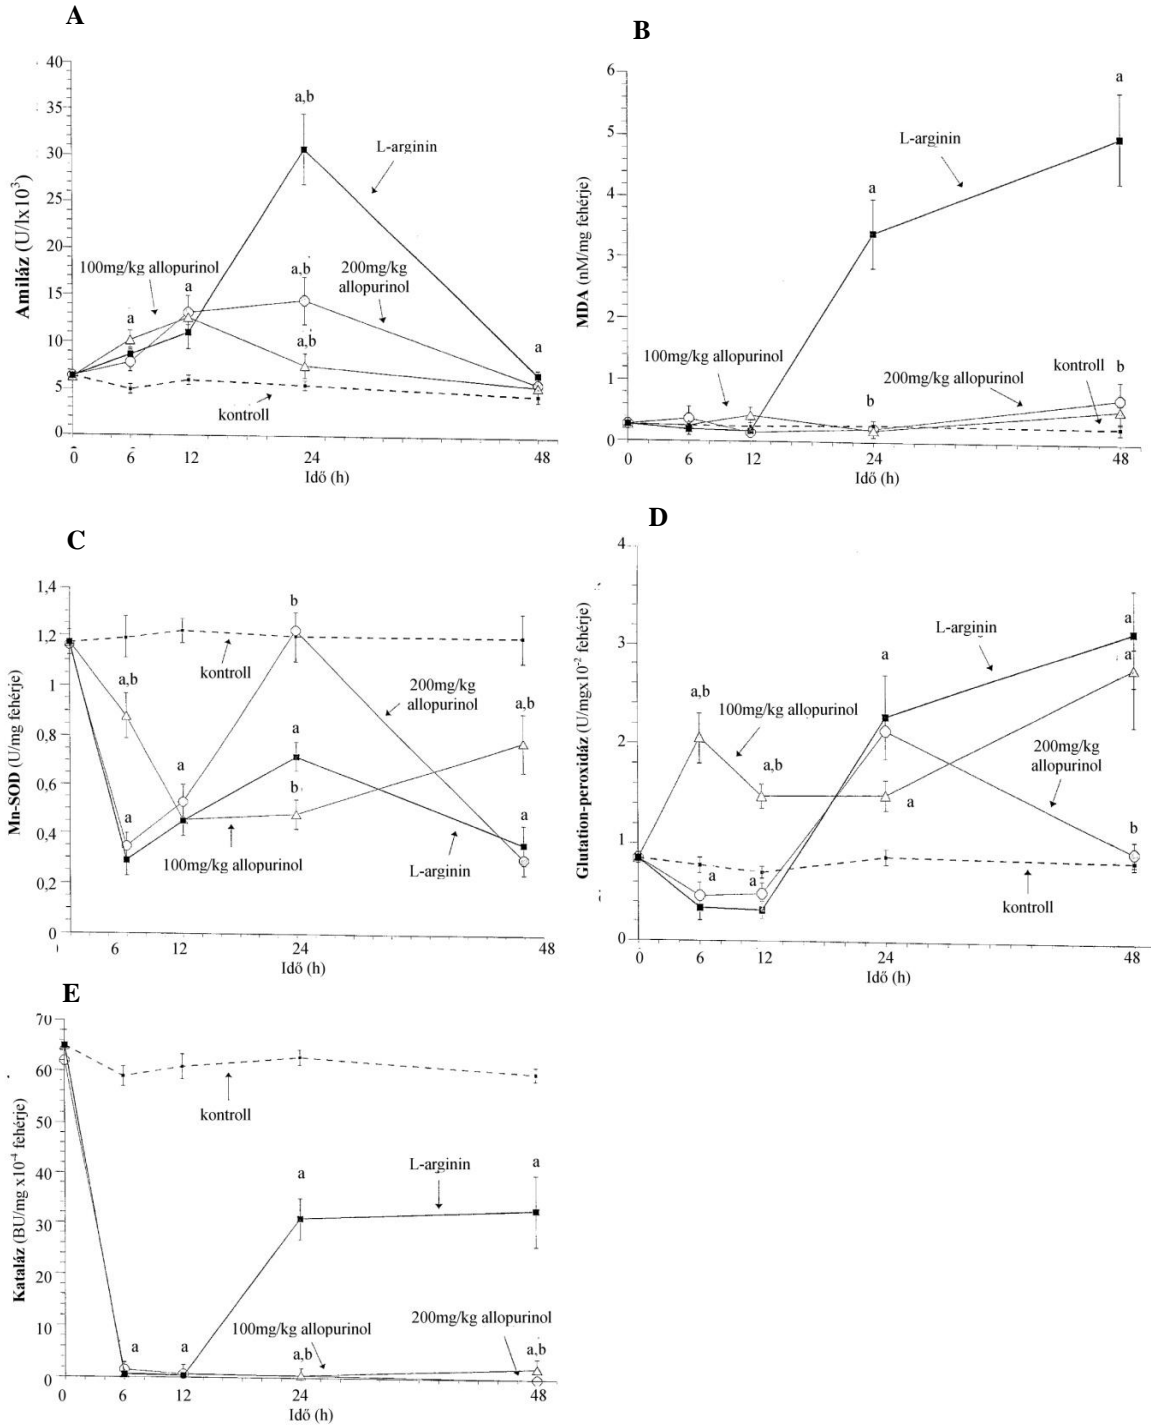 A
Amiláz (U/lx10³)
40
35
30
25
20
15
10
5
0
a,b
L-arginin
100mg/kg allopurinol
a,b
200mg/kg
allopurinol
a
a
a,b
a
kontroll
0 6 12 24 48
Idő (h)
B
MDA (nM/mg fehérje)
6
5
4
3
2
1
0
a
L-arginin
a
100mg/kg allopurinol
200mg/kg allopurinol
kontroll
b
b
0 6 12 24 48
Idő (h)
C
Mn-SOD (U/mg fehérje)
1,4
1,2
1
0,8
0,6
0,4
0,2
0
b
kontroll
a,b
200mg/kg
allopurinol
a,b
a
a
b
a
a
100mg/kg allopurinol
L-arginin
6 12 24 48
Idő (h)
D
Glutation-peroxidáz (U/mgx10⁻² fehérje)
4
3
2
1
0
L-arginin
a
a
a
a,b
100mg/kg allopurinol
a,b
200mg/kg
allopurinol
a
b
a
a
kontroll
0 6 12 24 48
Idő (h)
E
Kataláz (BU/mg x10⁻⁴ fehérje)
70
60
50
40
30
20
10
0
kontroll
L-arginin
a
a
100mg/kg allopurinol
200mg/kg allopurinol
a
a
a,b
a,b
0 6 12 24 48
Idő (h)